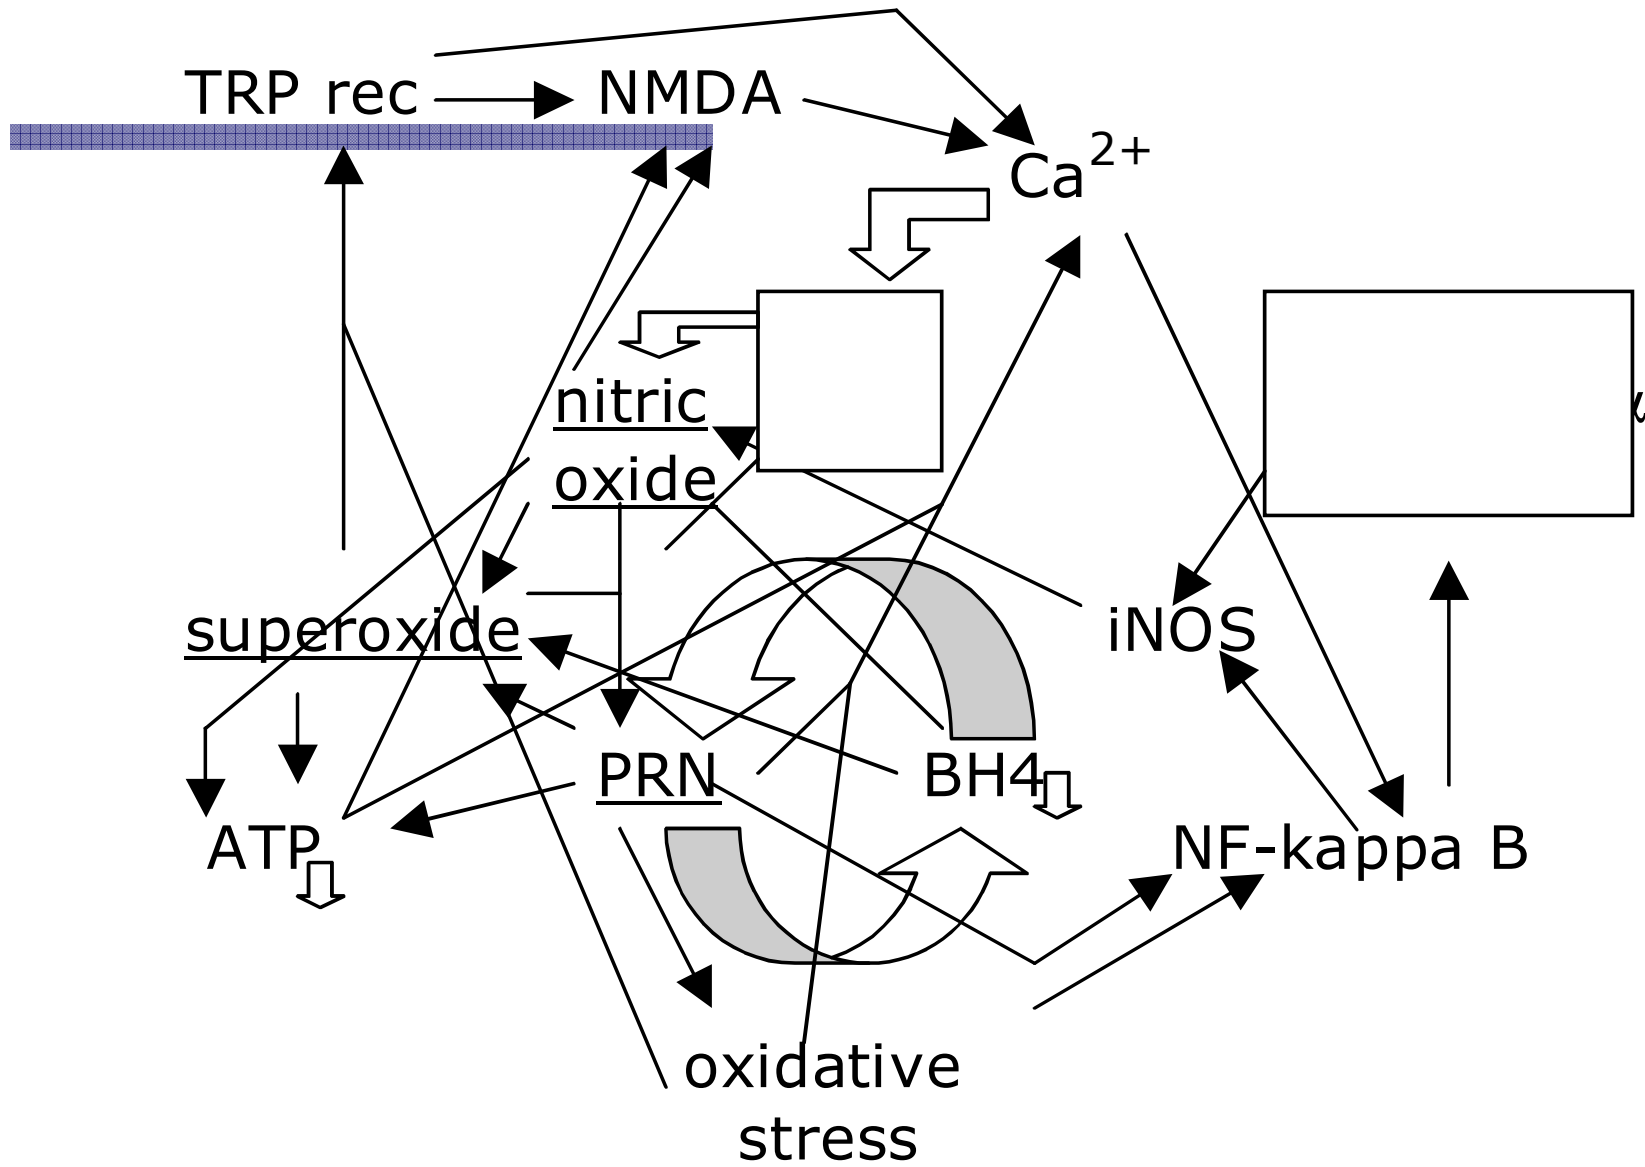 TRP rec
NMDA
Ca2+
nitric
oxide
superoxide
iNOS
PRN
BH4
ATP
NF-kappa B
oxidative
stress